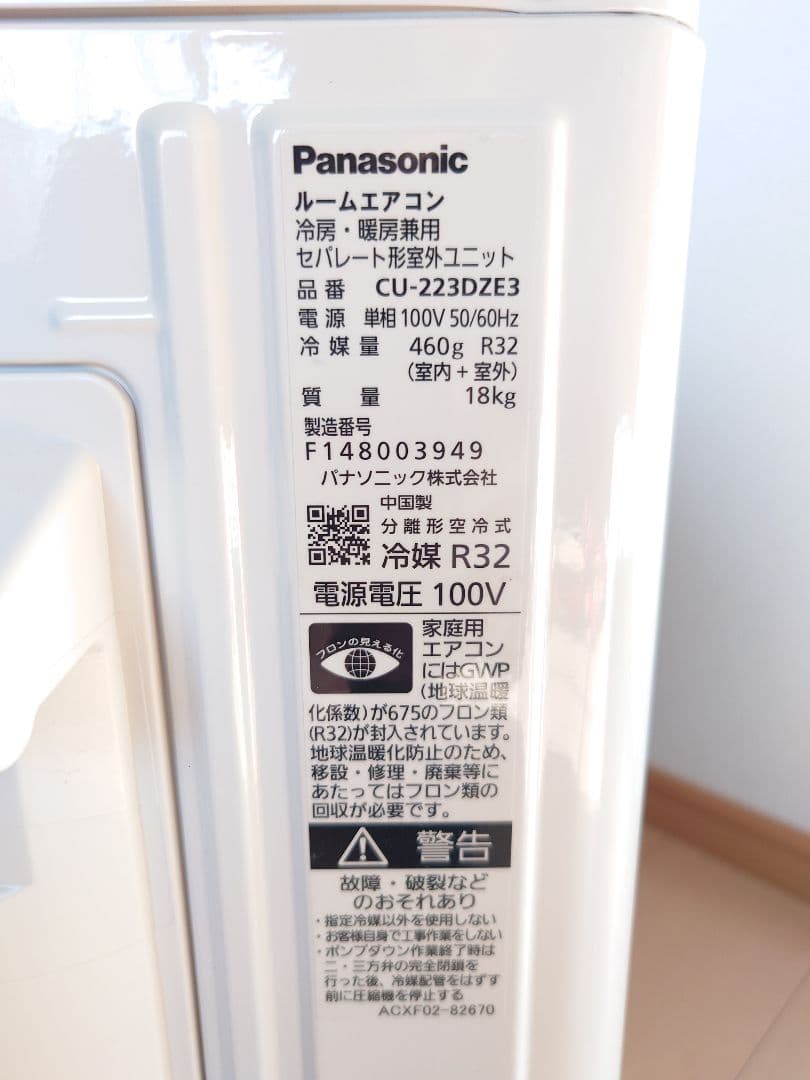 Panasonic
ルームエアコン
冷房・暖房兼用
セパレート形室外ユニット
品番 CU-223DZE3
電源 単相100V 50/60Hz
冷媒量 460g R32
(室内+室外)
質量 18kg
製造番号
F148003949
パナソニック株式会社
中国製
分離形空冷式
冷媒 R32
電源電圧 100V
フロンの見える化
家庭用
エアコン
にはGWP
(地球温暖
化係数)が675のフロン類
(R32)が封入されています。
地球温暖化防止のため、
移設・修理・廃棄等に
あたってはフロン類の
回収が必要です。
警告
故障・破裂など
のおそれあり
・指定冷媒以外を使用しない
・お客様自身で工事作業をしない
・ポンプダウン作業終了時は
二・三方弁の完全閉鎖を
行った後、冷媒配管をはずす
前に圧縮機を停止する
ACXF02-82670